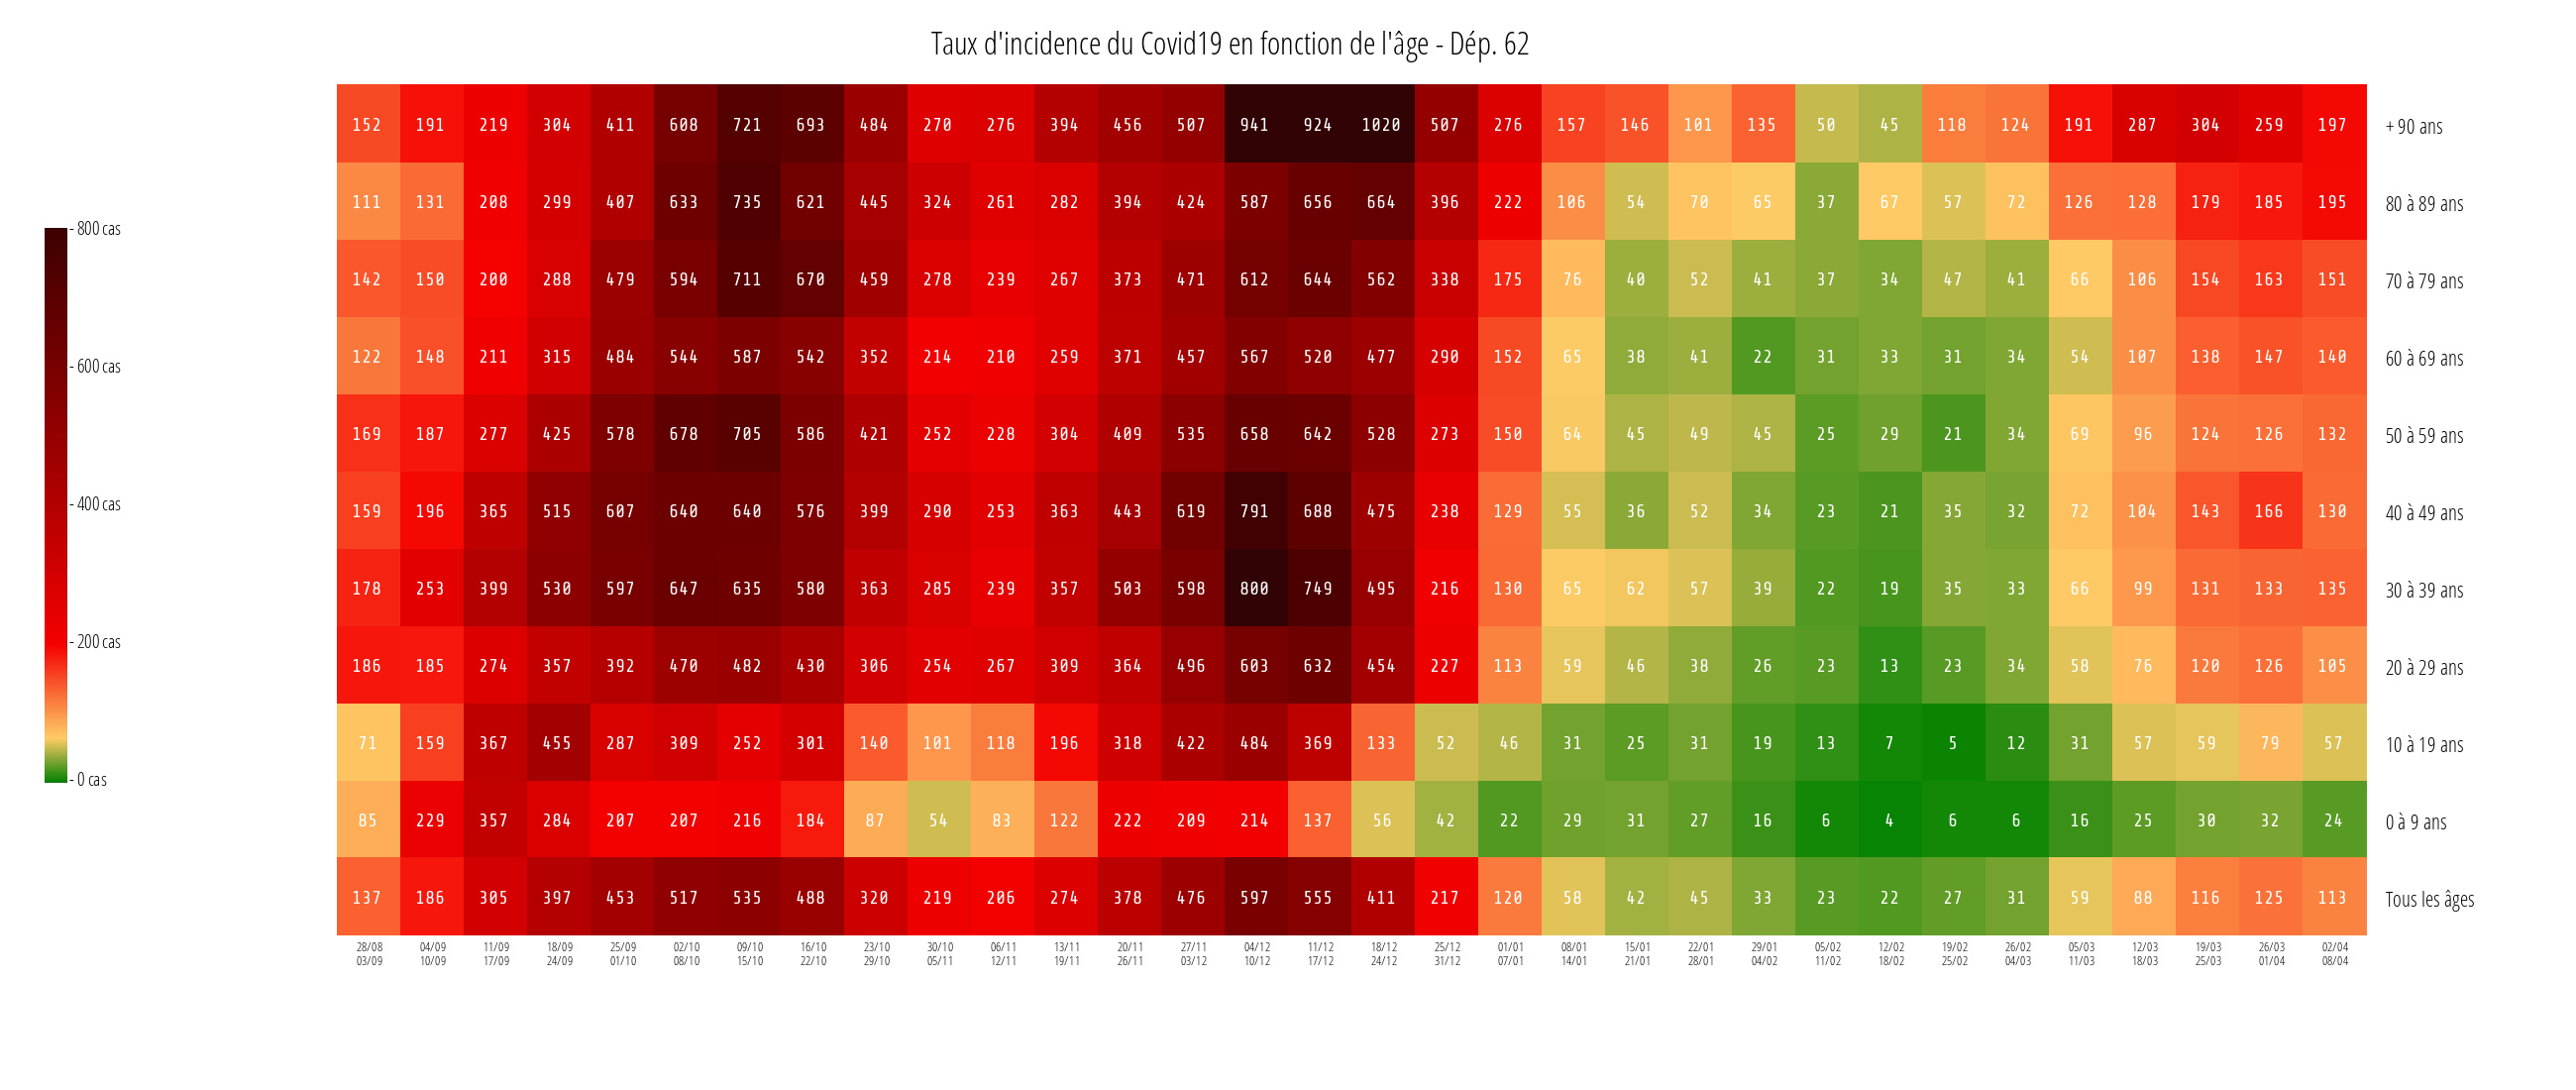 Taux d'incidence du Covid19 en fonction de l'âge - Dép. 62
152 191 219 304 411 608 721 693 484 270 276 394 456 507 941 924 1020 507 276 157 146 101 135 50 45 118 124 191 287 304 259 197 + 90 ans
111 131 208 299 407 633 735 621 445 324 261 282 394 424 587 656 664 396 222 106 54 70 65 37 67 57 72 126 128 179 185 195 80 à 89 ans
- 800 cas
142 150 200 288 479 594 711 670 459 278 239 267 373 471 612 644 562 338 175 76 40 52 41 37 34 47 41 66 106 154 163 151 70 à 79 ans
122 148 211 315 484 544 587 542 352 214 210 259 371 457 567 520 477 290 152 65 38 41 22 31 33 31 34 54 107 138 147 140 60 à 69 ans
- 600 cas
169 187 277 425 578 678 705 586 421 252 228 304 409 535 658 642 528 273 150 64 45 49 45 25 29 21 34 69 96 124 126 132 50 à 59 ans
- 400 cas
159 196 365 515 607 640 640 576 399 290 253 363 443 619 791 688 475 238 129 55 36 52 34 23 21 35 32 72 104 143 166 130 40 à 49 ans
178 253 399 530 597 647 635 580 363 285 239 357 503 598 800 749 495 216 130 65 62 57 39 22 19 35 33 66 99 131 133 135 30 à 39 ans
- 200 cas
186 185 274 357 392 470 482 430 306 254 267 309 364 496 603 632 454 227 113 59 46 38 26 23 13 23 34 58 76 120 126 105 20 à 29 ans
71 159 367 455 287 309 252 301 140 101 118 196 318 422 484 369 133 52 46 31 25 31 19 13 7 5 12 31 57 59 79 57 10 à 19 ans
- 0 cas
85 229 357 284 207 207 216 184 87 54 83 122 222 209 214 137 56 42 22 29 31 27 16 6 4 6 6 16 25 30 32 24 0 à 9 ans
137 186 305 397 453 517 535 488 320 219 206 274 378 476 597 555 411 217 120 58 42 45 33 23 22 27 31 59 88 116 125 113 Tous les âges
28/08 04/09 11/09 18/09 25/09 02/10 09/10 16/10 23/10 30/10 06/11 13/11 20/11 27/11 04/12 11/12 18/12 25/12 01/01 08/01 15/01 22/01 29/01 05/02 12/02 19/02 26/02 05/03 12/03 19/03 26/03 02/04
03/09 10/09 17/09 24/09 01/10 08/10 15/10 22/10 29/10 05/11 12/11 19/11 26/11 03/12 10/12 17/12 24/12 31/12 07/01 14/01 21/01 28/01 04/02 11/02 18/02 25/02 04/03 11/03 18/03 25/03 01/04 08/04